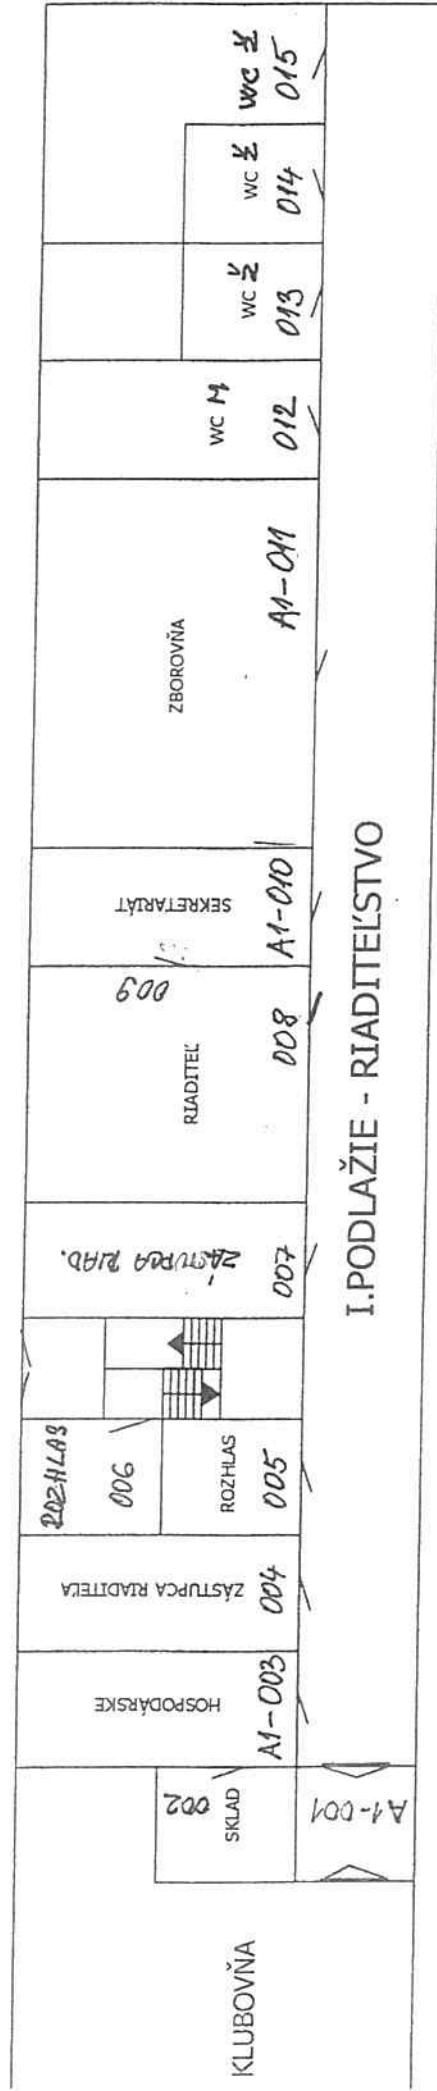 KLUBOVŇA
SKLAD
002
A1-001
HOSPODÁRSKE
A1-003
ZÁSTUPCA RIADITEĽA
004
ROZHLAS
006
ROZHLAS
005
ZÁSTUPCA RIAD.
007
RIADITEĽ
008
009
SEKRETARIÁT
A1-010
ZBOROVŇA
A1-011
WC M
012
WC Ž
013
WC Ž
014
WC Ž
015
I.PODLAŽIE - RIADITEĽSTVO